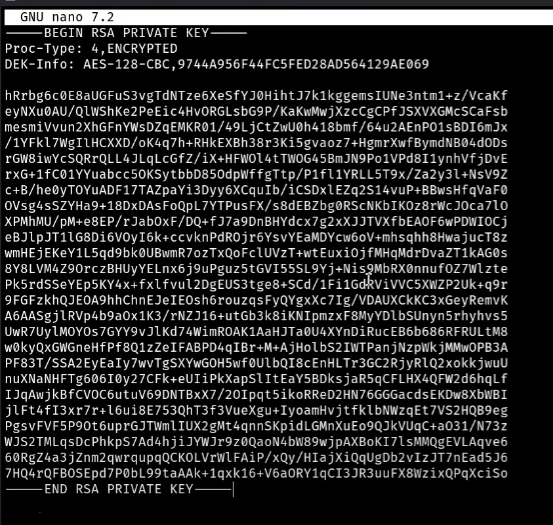 GNU nano 7.2
-----BEGIN RSA PRIVATE KEY-----
Proc-Type: 4,ENCRYPTED
DEK-Info: AES-128-CBC,9744A956F44FC5FED28AD564129AE069
hRrbg6c0E8aUGFuS3vgTdNTze6XeSfYJ0HihtJ7k1kggemsIUNe3ntm1+z/VcaKf
eyNXu0AU/QlWShKe2PeEic4HvORGLsbG9P/KaKwMwjXzcCgCPfJSXVXGMcSCaFsb
mesmiVvun2XhGFnYWsDZqEMKR01/49LjCtZwU0h418bmf/64u2AEnPO1sBDI6mJx
/1YFkl7WgIlHCXXD/oK4q7h+RHkEXBh38r3Ki5gvaoz7+HgmrXwfBymdNB04dODs
rGW8iwYcSQRrQLL4JLqLcGfZ/iX+HFWOl4tTWOG45BmJN9Po1VPd8I1ynhVfjDvE
rxG+1fC01YYuabcc5OKSytbbD85OdpWffgTtp/P1fl1YRLL5T9x/Za2y3l+NsV9Z
c+B/he0yTOYuADF17TAZpaYi3Dyy6XCquIb/iCSDxlEZq2S14vuP+BBwsHfqVaF0
OVsg4sSZYHa9+18DxDAsFoQpL7YTPusFX/s8dEBZbg0RScNKbIKOz8rWcJOca7lO
XPMhMU/pM+e8EP/rJabOxF/DQ+fJ7a9DnBHYdcx7g2xXJJTVXfbEAOF6wPDWIOCj
eBJlpJT1lG8Di6VOyI6k+ccvknPdROjr6YsvYEaMDYcw6oV+mhsqhh8HwajucT8z
wmHEjEKeY1L5qd9bk0UBwmR7ozTxQoFclUVzT+wtEuxiOjfMHqMdrDvaZT1kAG0s
8Y8LVM4Z9OrczBHUyYELnx6j9uPguz5tGVI55SL9Yj+Nis9MbRX0nnufOZ7Wlzte
Pk5rdSSeYEp5KY4x+fxlfvul2DgEUS3tge8+SCd/1Fi1GdRViVVC5XWZP2Uk+q9r
9FGFzkhQJEOA9hhChnEJeIEOsh6rouzqsFyQYgxXc7Ig/VDAUXCkKC3xGeyRemvK
A6AASgjlRVp4b9aOx1K3/rNZJ16+utGb3k8iKNIpmzxF8MyYDlbSUnyn5rhyhvs5
UwR7UylMOYOs7GYY9vJlKd74WimROAK1AaHJTa0U4XYnDiRucEB6b686RFRULtM8
w0kyQxGWGneHfPf8Q1zZeIFABPD4qIBr+M+AjHolbS2IWTPanjNzpWkjMMwOPB3A
PF83T/SSA2EyEaIy7wvTgSXYwGOH5wf0UlbQI8cEnHLTr3GC2RjyRlQ2xokkjwuU
nuXNaNHFTg606I0y27CFk+eUIiPkXapSlItEaY5BDksjaR5qCFLHX4QFW2d6hqLf
IJqAwjkBfCVOC6utuV69DNTBxX7/2OIpqt5ikoRReD2HN76GGGacdsEKDw8XbWBI
jlFt4fI3xr7r+l6ui8E753QhT3f3VueXgu+IyoamHvjtfklbNWzqEt7VS2HQB9eg
PgsvFVF5P9Ot6uprGJTWmlIUX2gMt4qnnSKpidLGMnXuEo9QJkVUqC+aO31/N73z
WJS2TMLqsDcPhkpS7Ad4hjiJYWJr9z0QaoN4bW89wjpAXBoKI7lsMMQgEVLAqve6
60RgZ4a3jZnm2qwrqupqQCKOLVrWlFAiP/xQy/HIajXiQqUgDb2vIzJT7nEad5J6
7HQ4rQFBOSEpd7P0bL99taAAk+1qxk16+V6aORY1qCI3JR3uuFX8WzixQPqXciSo
-----END RSA PRIVATE KEY-----